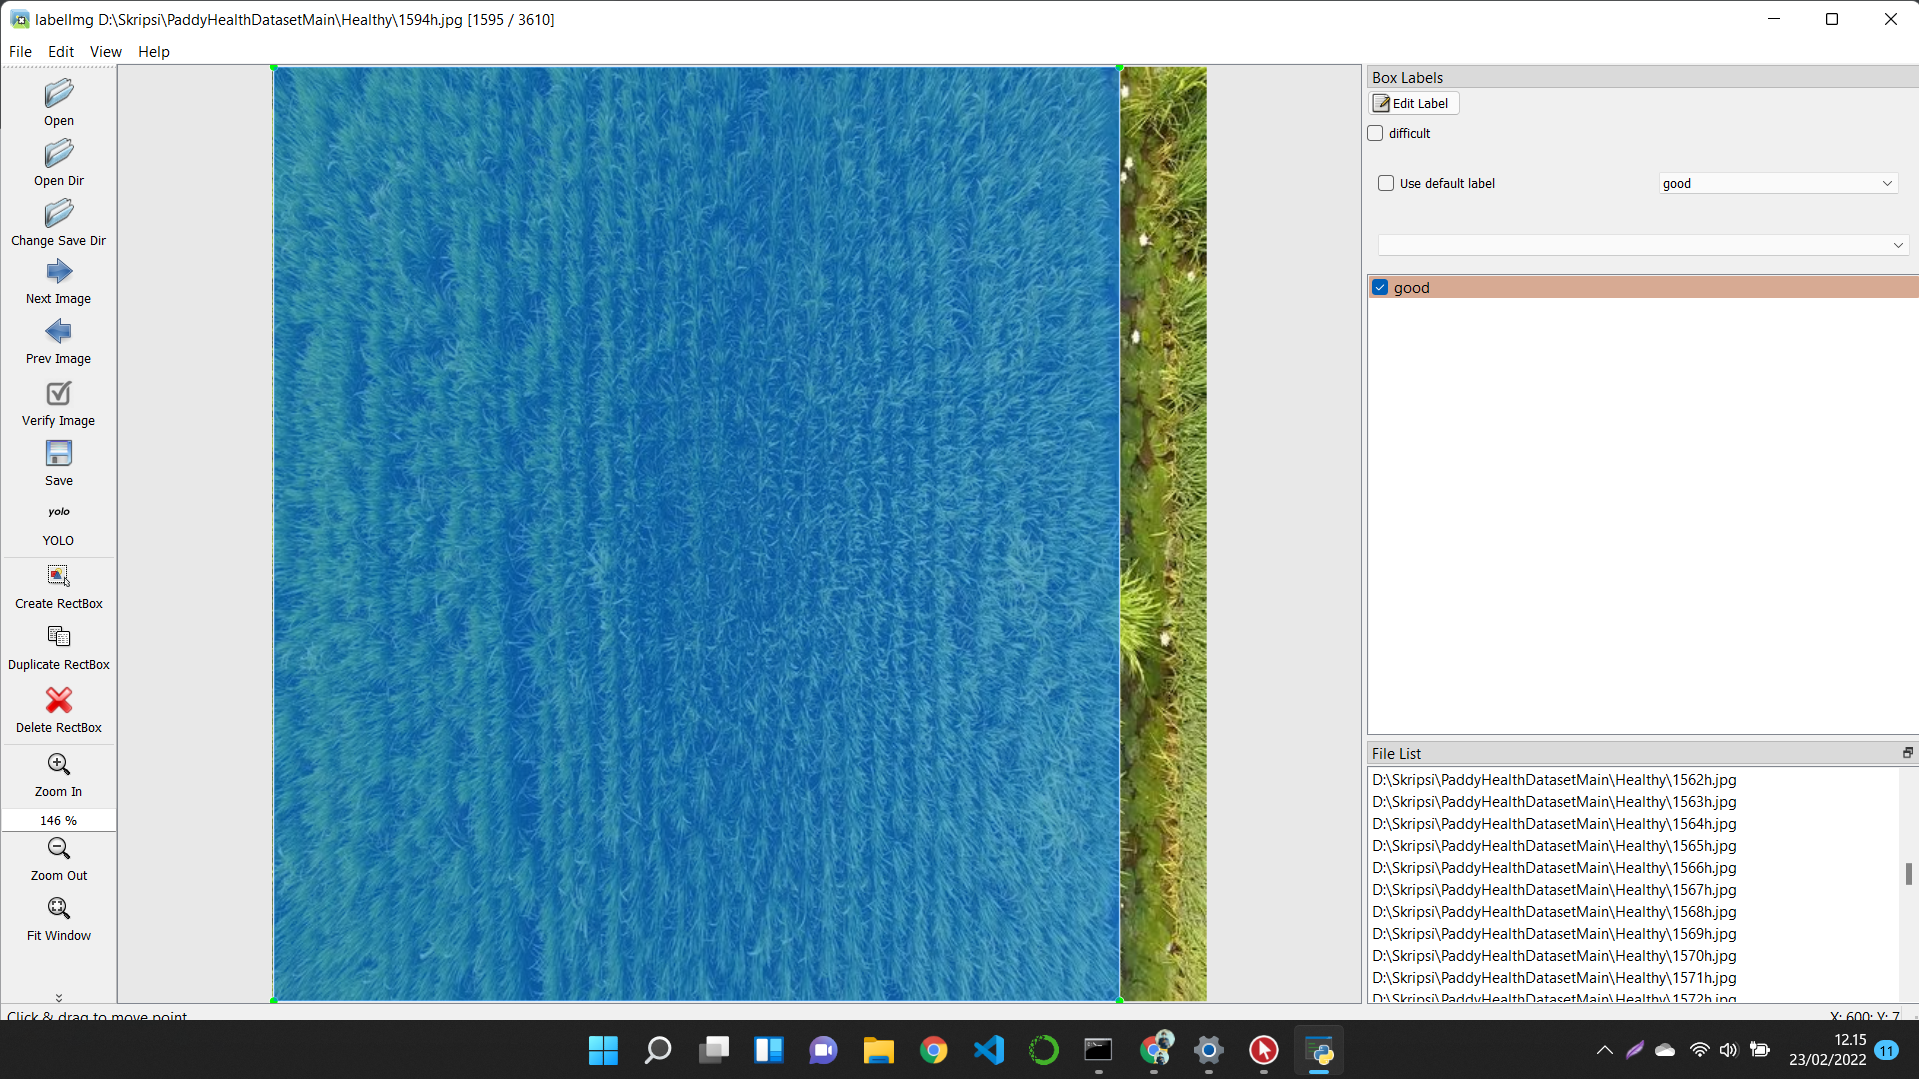 labelImg D:\Skripsi\PaddyHealthDatasetMain\Healthy\1594h.jpg [1595 / 3610]
File Edit View Help
Open
Open Dir
Change Save Dir
Next Image
Prev Image
Verify Image
Save
yolo
YOLO
Create RectBox
Duplicate RectBox
Delete RectBox
Zoom In
146 %
Zoom Out
Fit Window
Box Labels
Edit Label
difficult
Use default label
good
good
File List
D:\Skripsi\PaddyHealthDatasetMain\Healthy\1562h.jpg
D:\Skripsi\PaddyHealthDatasetMain\Healthy\1563h.jpg
D:\Skripsi\PaddyHealthDatasetMain\Healthy\1564h.jpg
D:\Skripsi\PaddyHealthDatasetMain\Healthy\1565h.jpg
D:\Skripsi\PaddyHealthDatasetMain\Healthy\1566h.jpg
D:\Skripsi\PaddyHealthDatasetMain\Healthy\1567h.jpg
D:\Skripsi\PaddyHealthDatasetMain\Healthy\1568h.jpg
D:\Skripsi\PaddyHealthDatasetMain\Healthy\1569h.jpg
D:\Skripsi\PaddyHealthDatasetMain\Healthy\1570h.jpg
D:\Skripsi\PaddyHealthDatasetMain\Healthy\1571h.jpg
D:\Skripsi\PaddyHealthDatasetMain\Healthy\1572h.jpg
Click & drag to move point
X: 600; Y: 7
12.15
23/02/2022
11